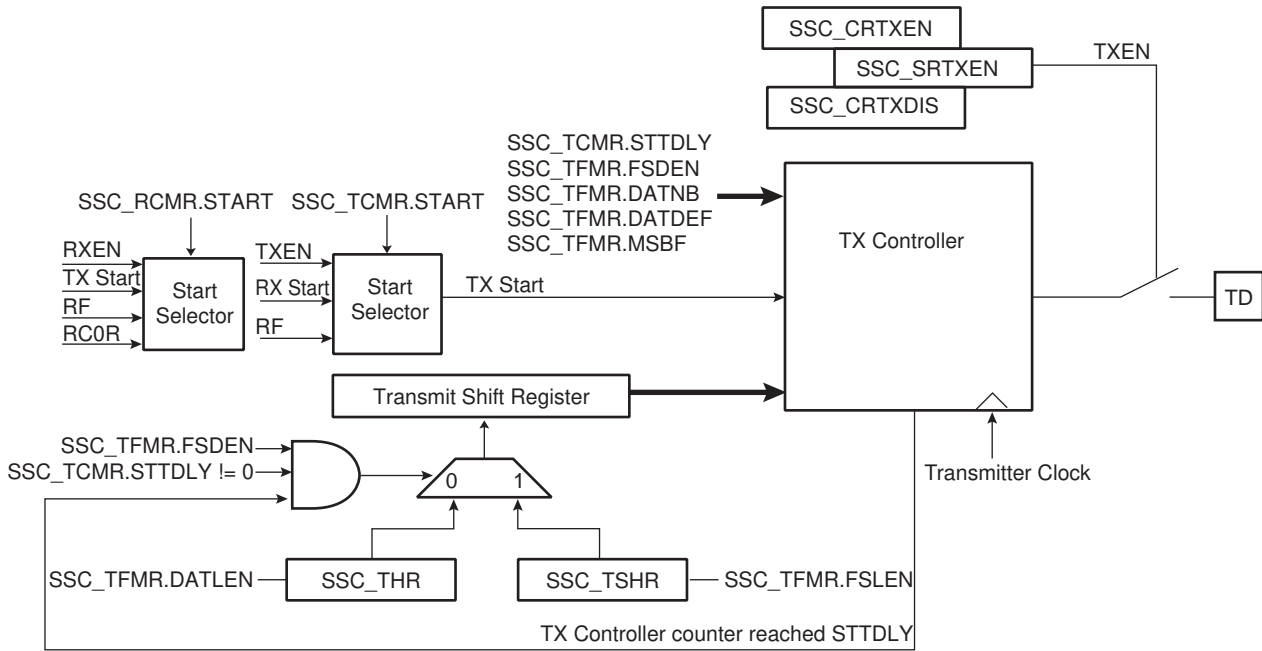 SSC_CRTXEN
SSC_SRTXEN
SSC_CRTXDIS
TXEN
SSC_TCMR.STTDLY
SSC_TFMR.FSDEN
SSC_TFMR.DATNB
SSC_TFMR.DATDEF
SSC_TFMR.MSBF
SSC_RCMR.START
SSC_TCMR.START
RXEN
TX Start
RF
RC0R
Start
Selector
TXEN
RX Start
RF
Start
Selector
TX Start
TX Controller
TD
Transmit Shift Register
SSC_TFMR.FSDEN
SSC_TCMR.STTDLY != 0
0
1
Transmitter Clock
SSC_TFMR.DATLEN
SSC_THR
SSC_TSHR
SSC_TFMR.FSLEN
TX Controller counter reached STTDLY